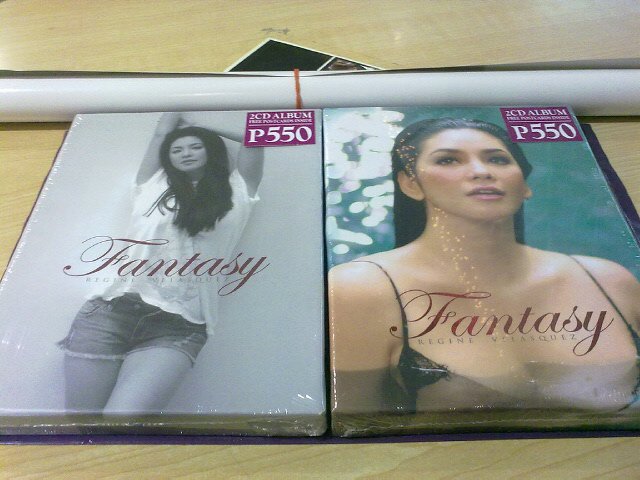 2CD ALBUM
FREE POSTCARDS INSIDE
P550
Fantasy
REGINE VELASQUEZ
2CD ALBUM
FREE POSTCARDS INSIDE
P550
Fantasy
REGINE VELASQUEZ